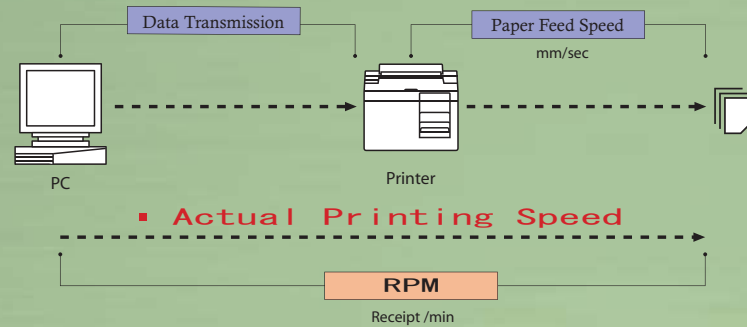 Data Transmission
Paper Feed Speed
mm/sec
PC
Printer
▪ Actual Printing Speed
RPM
Receipt /min